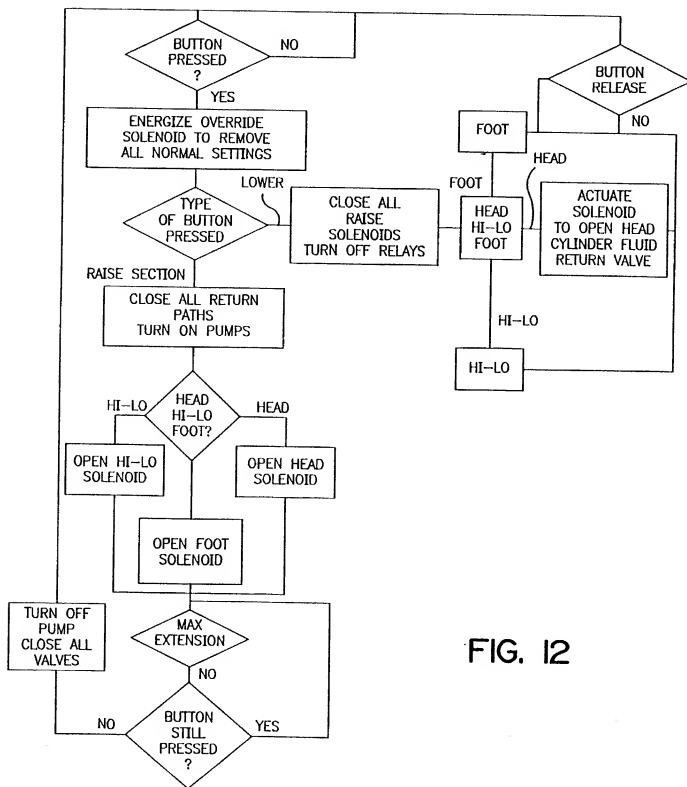 BUTTON
PRESSED
?
NO
YES
BUTTON
RELEASE
NO
ENERGIZE OVERRIDE
SOLENOID TO REMOVE
ALL NORMAL SETTINGS
FOOT
HEAD
LOWER
TYPE
OF BUTTON
PRESSED
CLOSE ALL
RAISE
SOLENOIDS
TURN OFF RELAYS
FOOT
HEAD
HI-LO
FOOT
ACTUATE
SOLENOID
TO OPEN HEAD
CYLINDER FLUID
RETURN VALVE
RAISE SECTION
CLOSE ALL RETURN
PATHS
TURN ON PUMPS
HI-LO
HI-LO
HI-LO
HEAD
HI-LO
FOOT?
HEAD
OPEN HI-LO
SOLENOID
OPEN HEAD
SOLENOID
OPEN FOOT
SOLENOID
TURN OFF
PUMP
CLOSE ALL
VALVES
MAX
EXTENSION
NO
NO
BUTTON
STILL
PRESSED
?
YES
FIG. 12